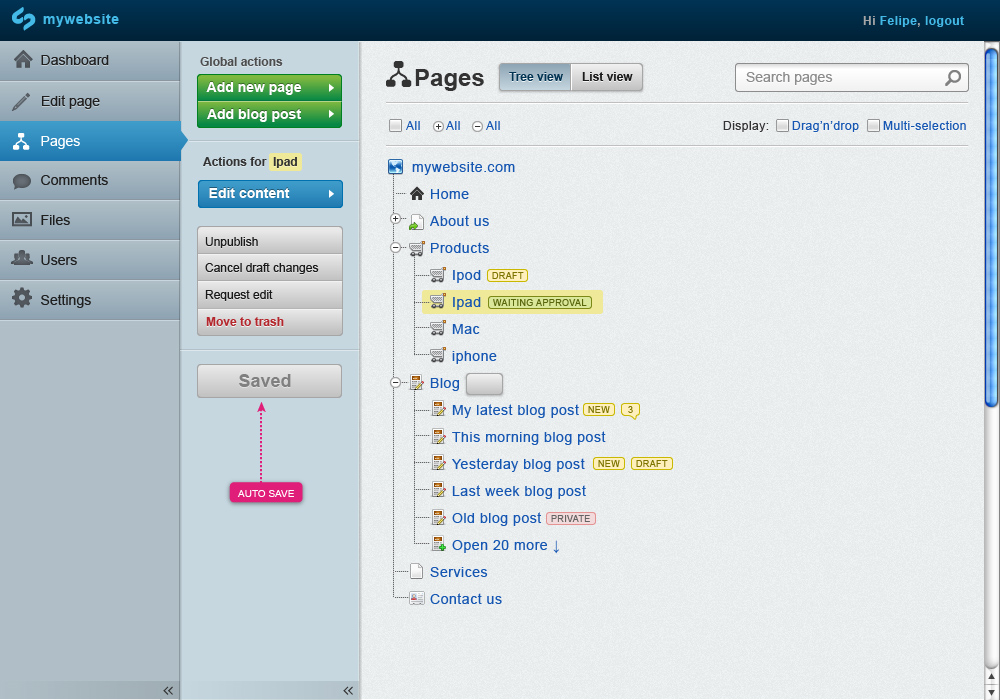 mywebsite
Hi Felipe, logout
Dashboard
Edit page
Pages
Comments
Files
Users
Settings
Global actions
Add new page
Add blog post
Actions for Ipad
Edit content
Unpublish
Cancel draft changes
Request edit
Move to trash
Saved
AUTO SAVE
Pages
Tree view
List view
Search pages
All All All
Display: Drag'n'drop Multi-selection
mywebsite.com
Home
About us
Products
Ipod DRAFT
Ipad WAITING APPROVAL
Mac
iphone
Blog
My latest blog post NEW 3
This morning blog post
Yesterday blog post NEW DRAFT
Last week blog post
Old blog post PRIVATE
Open 20 more ↓
Services
Contact us